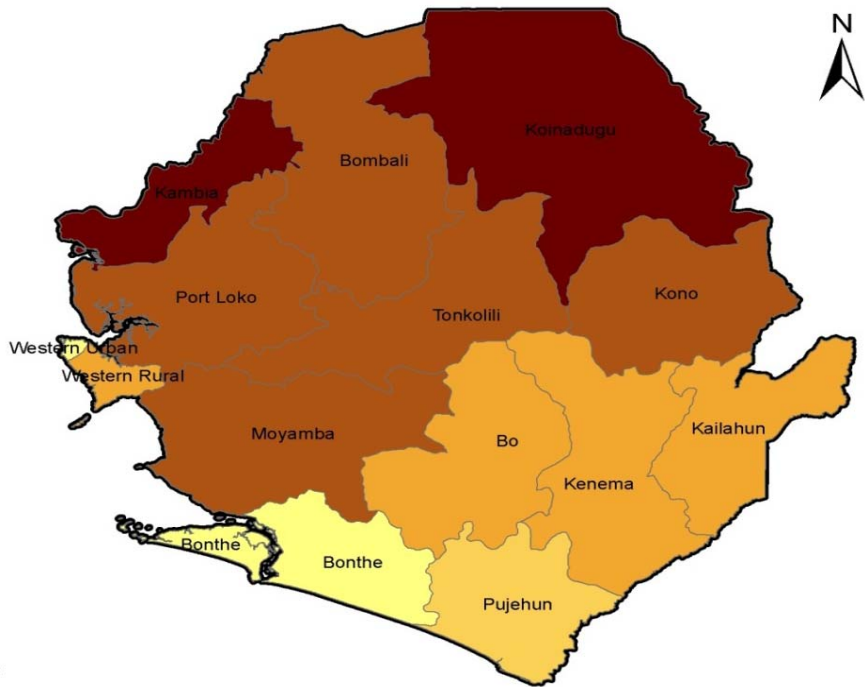 N
Koinadugu
Bombali
Kambia
Port Loko
Kono
Tonkolili
Western Urban
Western Rural
Moyamba
Bo
Kailahun
Kenema
Bonthe
Bonthe
Pujehun